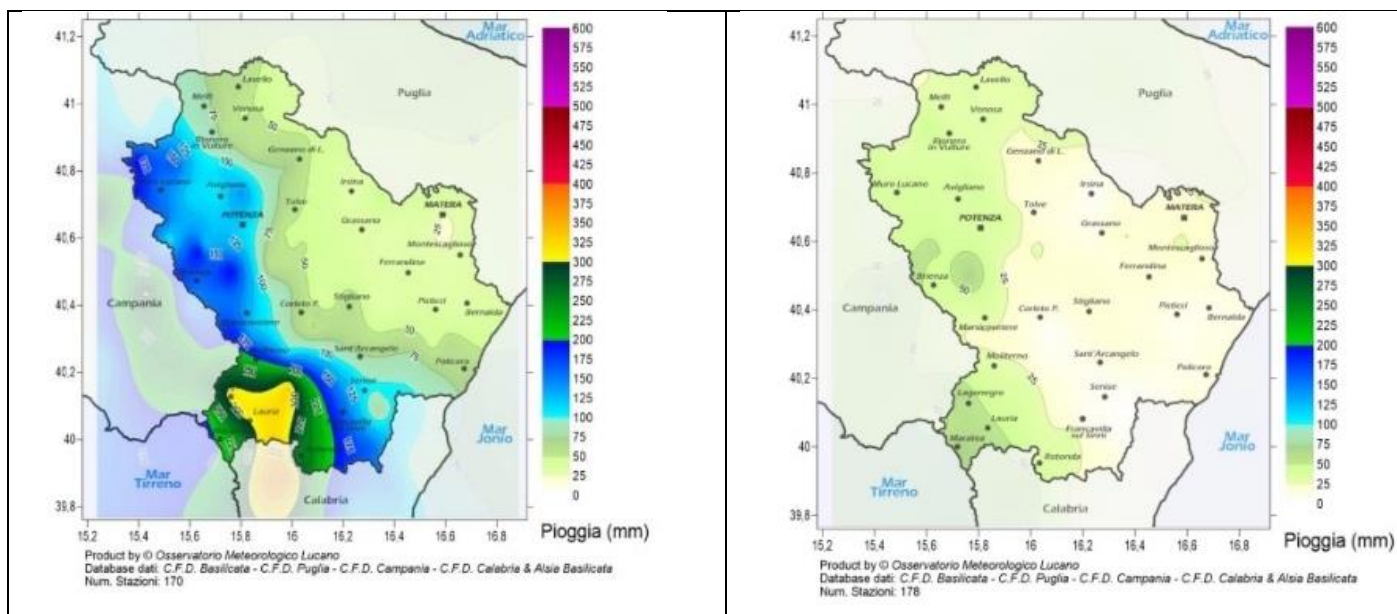 41,2
41
40,8
40,6
40,4
40,2
40
39,8
15,2 15,4 15,6 15,8 16 16,2 16,4 16,6 16,8
Mar
Adriatico
Puglia
Lavello
Melfi
Venosa
Rionero
in Vulture
Genzano di L.
Muro Lucano
Avigliano
Irsina
Tolve
MATERA
POTENZA
Grassano
Montescaglioso
Ferrandina
Campania
Corleto P.
Stigliano
Pisticci
Bernalda
Sant'Arcangelo
Policoro
Senise
Lauria
Mar
Jonio
Mar
Tirreno
Calabria
600
575
550
525
500
475
450
425
400
375
350
325
300
275
250
225
200
175
150
125
100
75
50
25
0
Pioggia (mm)
Product by © Osservatorio Meteorologico Lucano
Database dati: C.F.D. Basilicata - C.F.D. Puglia - C.F.D. Campania - C.F.D. Calabria & Alsia Basilicata
Num. Stazioni: 170
41,2
41
40,8
40,6
40,4
40,2
40
39,8
15,2 15,4 15,6 15,8 16 16,2 16,4 16,6 16,8
Mar
Adriatico
Puglia
Lavello
Melfi
Venosa
Rionero
in Vulture
25
Genzano di L.
Muro Lucano
Avigliano
Irsina
Tolve
MATERA
POTENZA
Grassano
Montescaglioso
Ferrandina
Brienza
25
50
Campania
Corleto P.
Stigliano
Pisticci
Bernalda
Marsicovetere
Moliterno
Sant'Arcangelo
25
Policoro
Senise
Lagonegro
Lauria
Francavilla
sul Sinni
Maratea
Rotonda
Mar
Jonio
Mar
Tirreno
Calabria
600
575
550
525
500
475
450
425
400
375
350
325
300
275
250
225
200
175
150
125
100
75
50
25
0
Pioggia (mm)
Product by © Osservatorio Meteorologico Lucano
Database dati: C.F.D. Basilicata - C.F.D. Puglia - C.F.D. Campania - C.F.D. Calabria & Alsia Basilicata
Num. Stazioni: 178